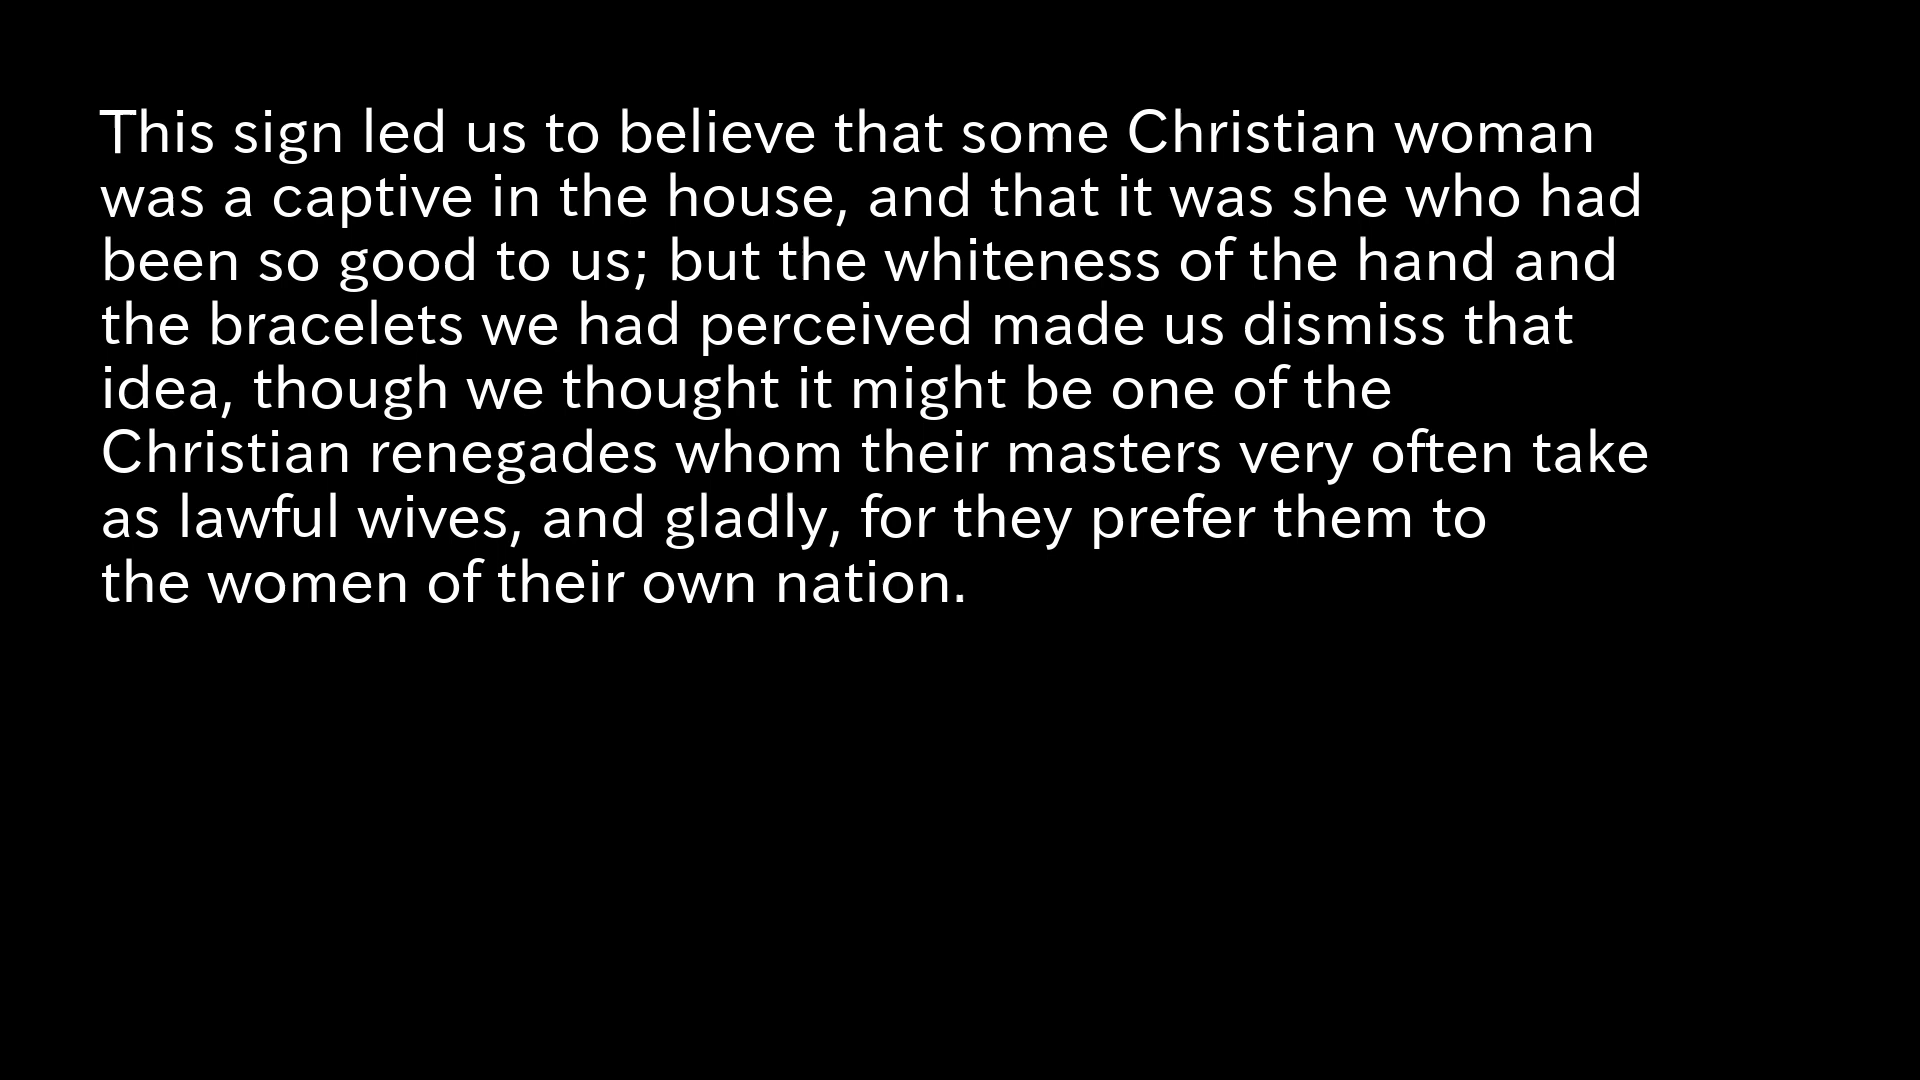 This sign led us to believe that some Christian woman
was a captive in the house, and that it was she who had
been so good to us; but the whiteness of the hand and
the bracelets we had perceived made us dismiss that
idea, though we thought it might be one of the
Christian renegades whom their masters very often take
as lawful wives, and gladly, for they prefer them to
the women of their own nation.